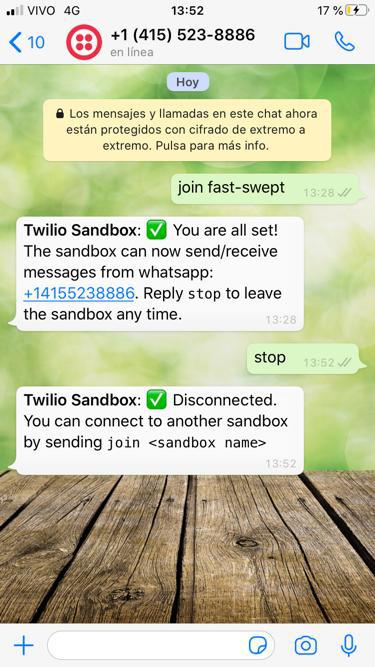 VIVO 4G 13:52 17 %
10 +1 (415) 523-8886
en línea
Hoy
Los mensajes y llamadas en este chat ahora
están protegidos con cifrado de extremo a
extremo. Pulsa para más info.
join fast-swept 13:28
Twilio Sandbox: ✅ You are all set!
The sandbox can now send/receive
messages from whatsapp:
+14155238886. Reply stop to leave
the sandbox any time.
13:28
stop 13:52
Twilio Sandbox: ✅ Disconnected.
You can connect to another sandbox
by sending join <sandbox name>
13:52